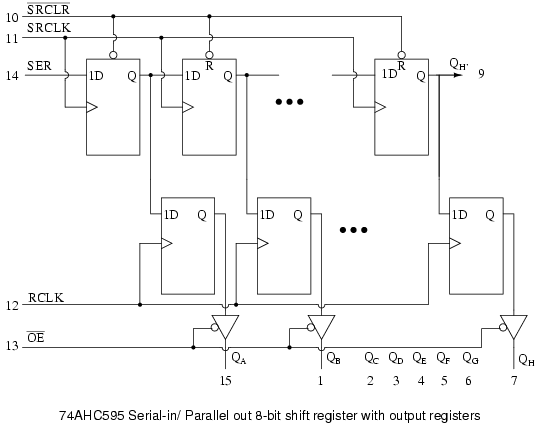 10 SRCLR
11 SRCLK
14 SER
1D Q
R
1D Q
R
1D Q
QH' 9
1D Q
1D Q
1D Q
12 RCLK
13 OE
QA QB QC QD QE QF QG QH
15 1 2 3 4 5 6 7
74AHC595 Serial-in/ Parallel out 8-bit shift register with output registers